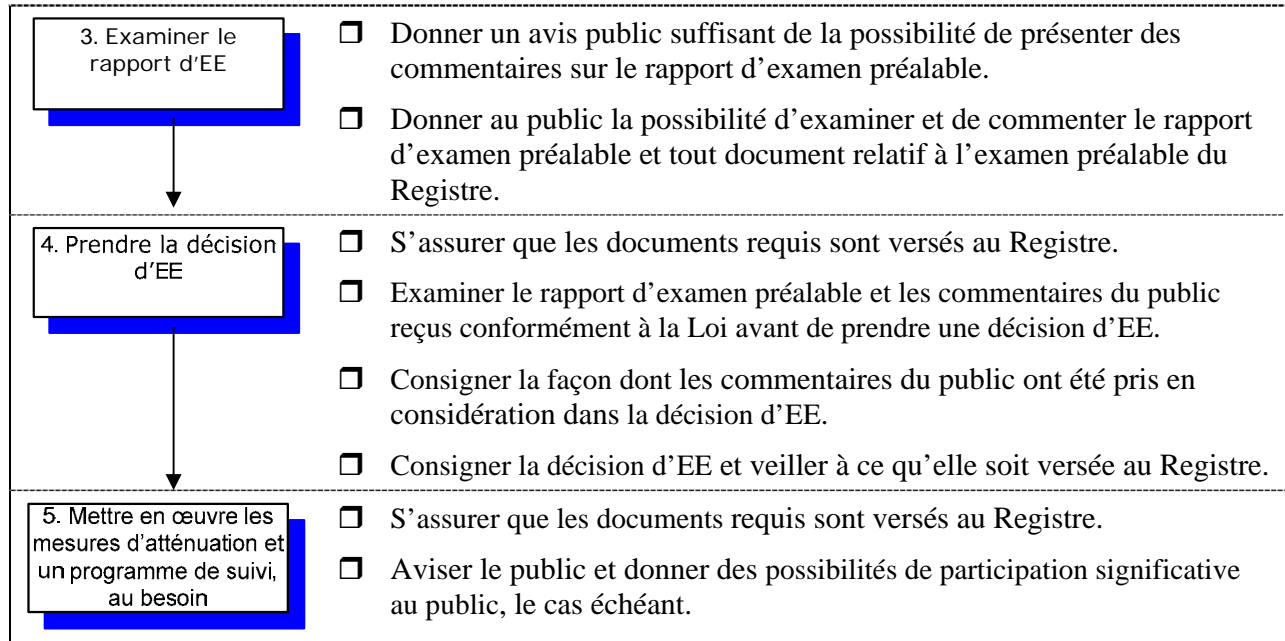 3. Examiner le
rapport d'EE
❒ Donner un avis public suffisant de la possibilité de présenter des
commentaires sur le rapport d'examen préalable.
❒ Donner au public la possibilité d'examiner et de commenter le rapport
d'examen préalable et tout document relatif à l'examen préalable du
Registre.
4. Prendre la décision
d'EE
❒ S'assurer que les documents requis sont versés au Registre.
❒ Examiner le rapport d'examen préalable et les commentaires du public
reçus conformément à la Loi avant de prendre une décision d'EE.
❒ Consigner la façon dont les commentaires du public ont été pris en
considération dans la décision d'EE.
❒ Consigner la décision d'EE et veiller à ce qu'elle soit versée au Registre.
5. Mettre en œuvre les
mesures d'atténuation et
un programme de suivi,
au besoin
❒ S'assurer que les documents requis sont versés au Registre.
❒ Aviser le public et donner des possibilités de participation significative
au public, le cas échéant.